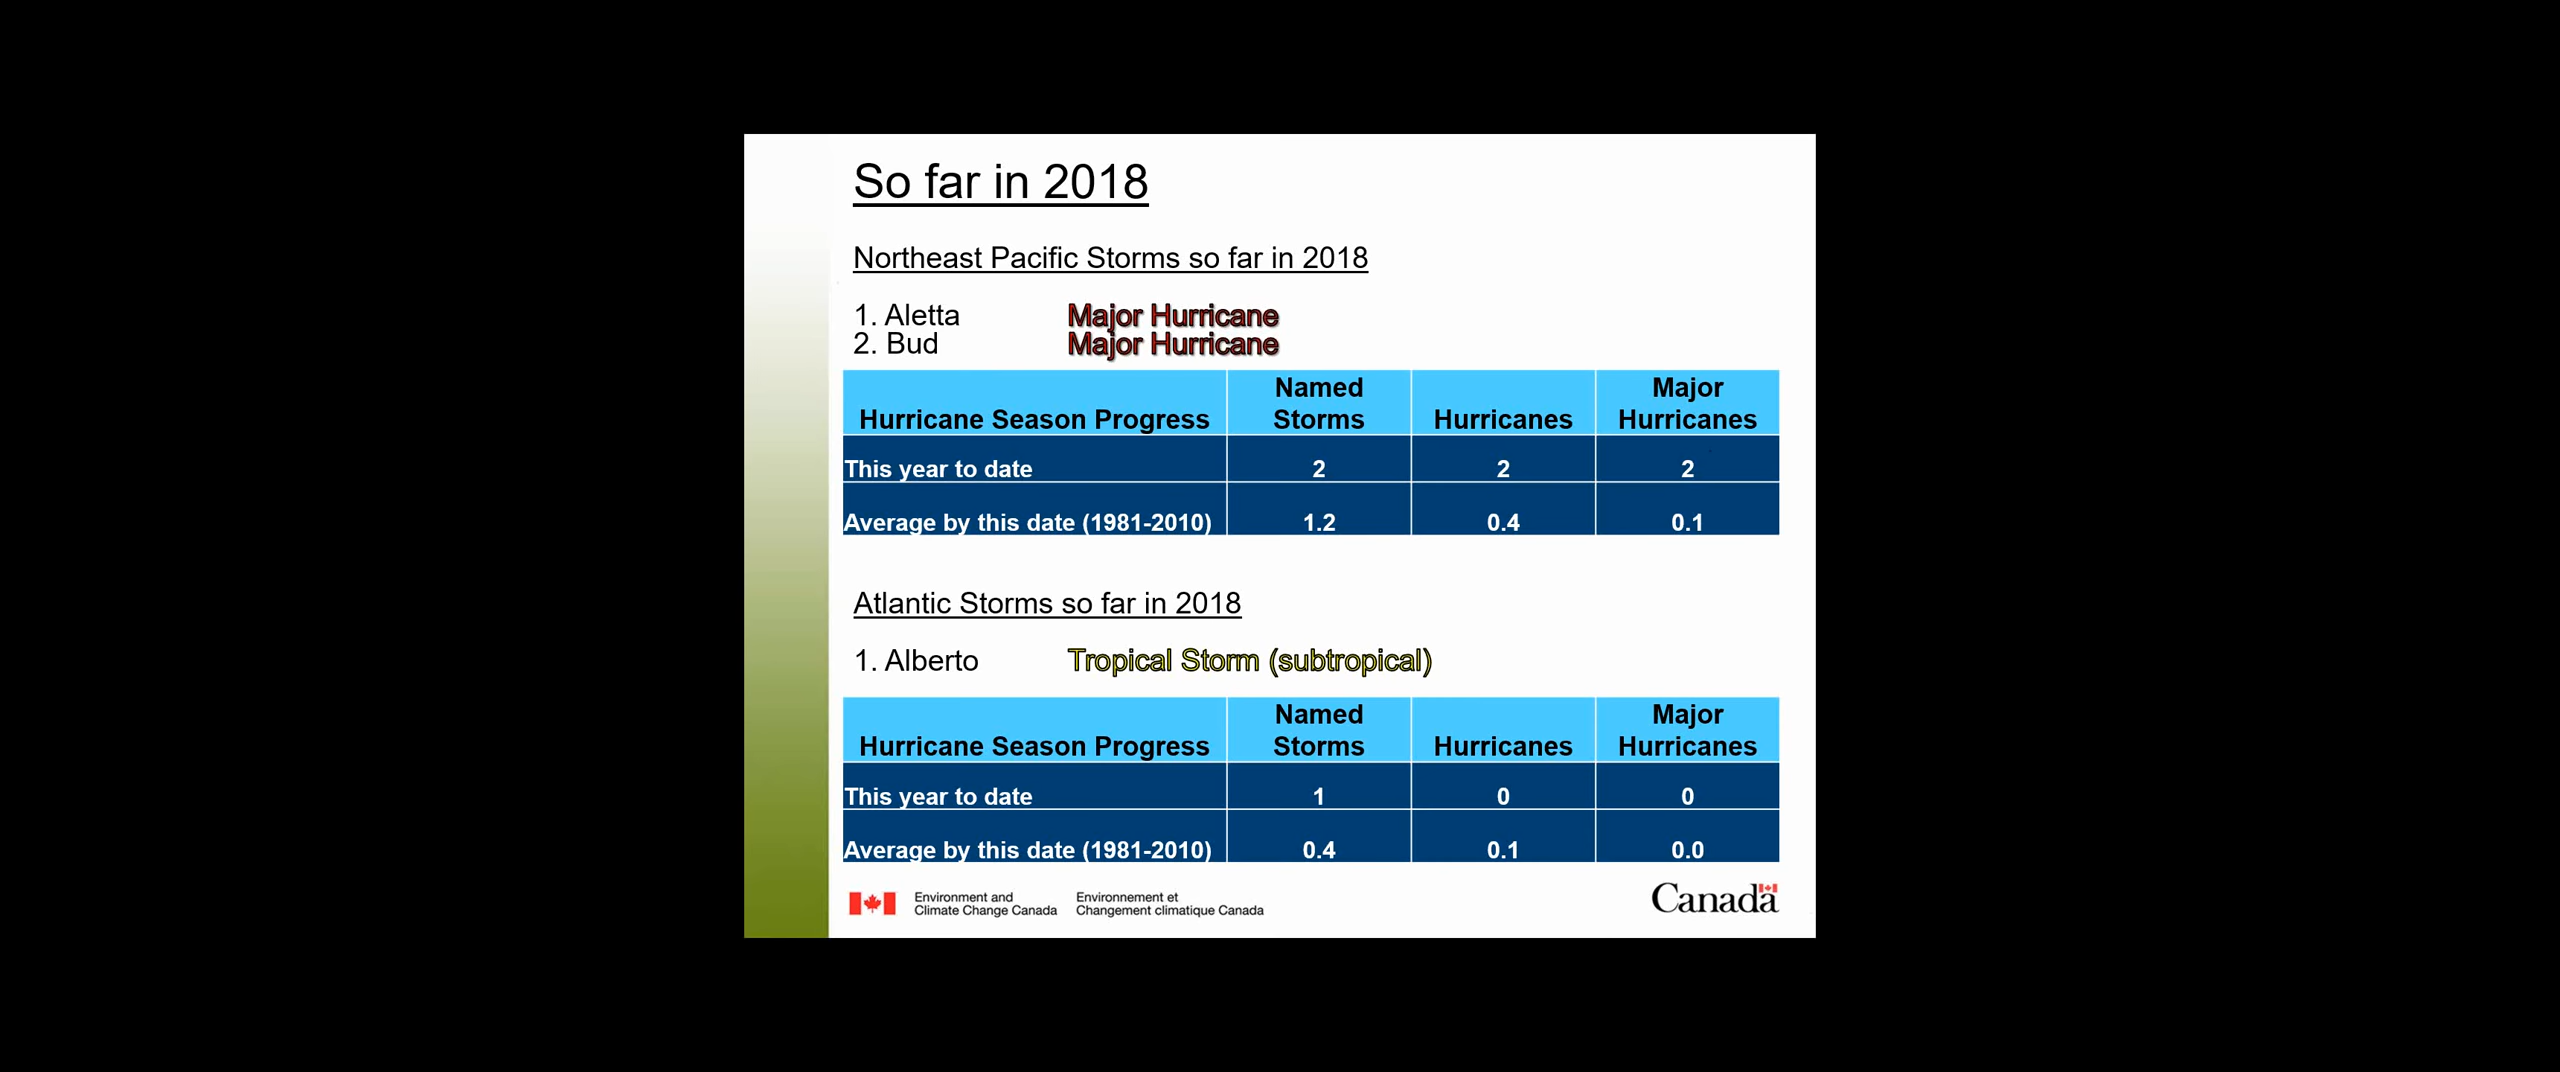 So far in 2018
Northeast Pacific Storms so far in 2018
1. Aletta Major Hurricane
2. Bud Major Hurricane
Hurricane Season Progress Named Storms Hurricanes Major Hurricanes
This year to date 2 2 2
Average by this date (1981-2010) 1.2 0.4 0.1
Atlantic Storms so far in 2018
1. Alberto Tropical Storm (subtropical)
Hurricane Season Progress Named Storms Hurricanes Major Hurricanes
This year to date 1 0 0
Average by this date (1981-2010) 0.4 0.1 0.0
Environment and Climate Change Canada Environnement et Changement climatique Canada
Canada